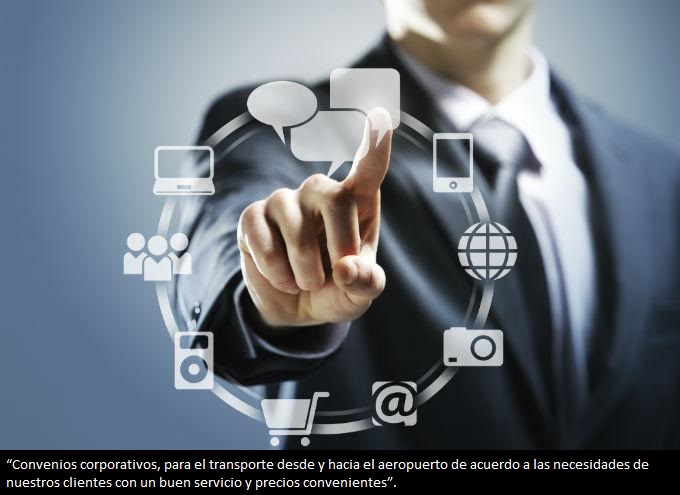 “Convenios corporativos, para el transporte desde y hacia el aeropuerto de acuerdo a las necesidades de
nuestros clientes con un buen servicio y precios convenientes”.
@